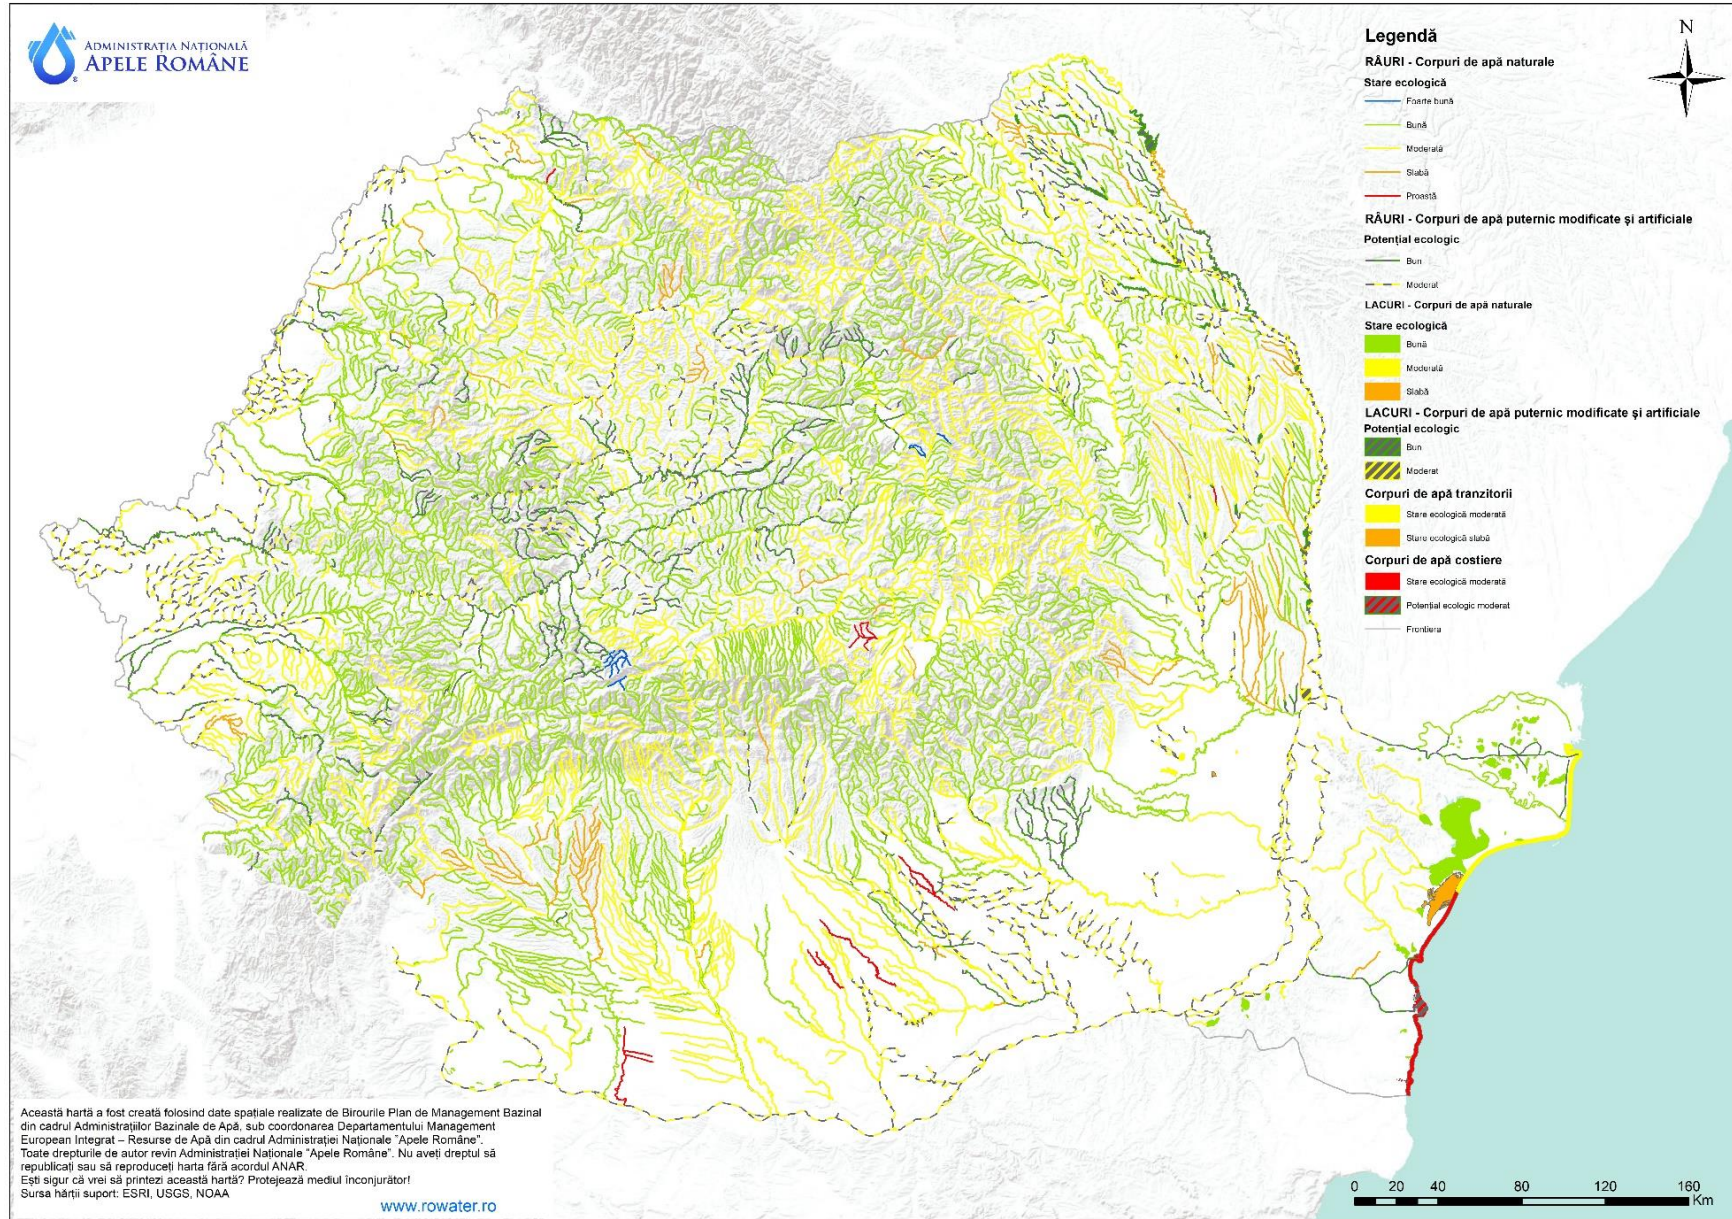 ADMINISTRAȚIA NAȚIONALĂ
APELE ROMÂNE
Legendă
N
RÂURI - Corpuri de apă naturale
Stare ecologică
Foarte bună
Bună
Moderată
Slabă
Proastă
RÂURI - Corpuri de apă puternic modificate și artificiale
Potențial ecologic
Bun
Moderat
LACURI - Corpuri de apă naturale
Stare ecologică
Bună
Moderată
Slabă
LACURI - Corpuri de apă puternic modificate și artificiale
Potențial ecologic
Bun
Moderat
Corpuri de apă tranzitorii
Stare ecologică moderată
Stare ecologică slabă
Corpuri de apă costiere
Stare ecologică moderată
Potențial ecologic moderat
Frontiera
Această hartă a fost creată folosind date spațiale realizate de Birourile Plan de Management Bazinal
din cadrul Administrațiilor Bazinale de Apă, sub coordonarea Departamentului Management
European Integrat – Resurse de Apă din cadrul Administrației Naționale "Apele Române".
Toate drepturile de autor revin Administrației Naționale "Apele Române". Nu aveți dreptul să
republicați sau să reproduceți harta fără acordul ANAR.
Ești sigur că vrei să printezi această hartă? Protejează mediul înconjurător!
Sursa hărții suport: ESRI, USGS, NOAA
www.rowater.ro
0 20 40 80 120 160
Km